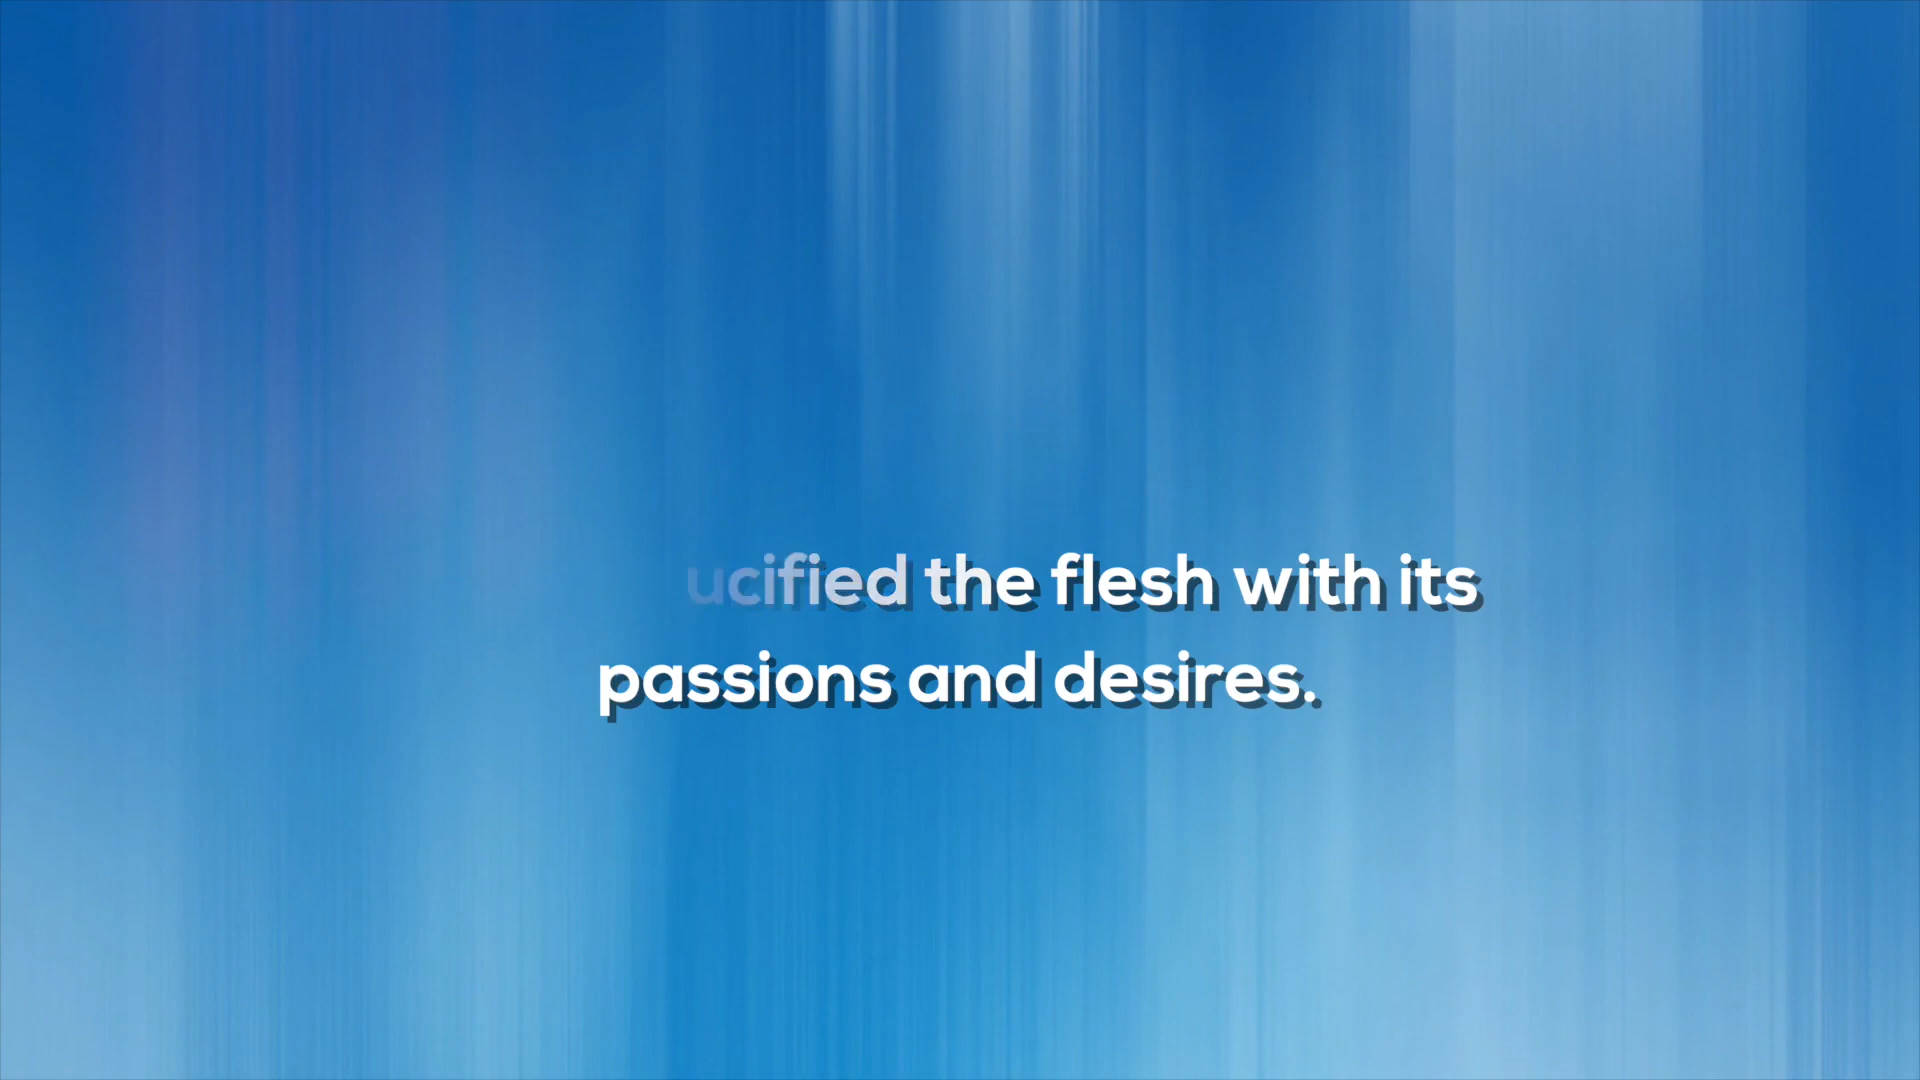 ucified the flesh with its
passions and desires.